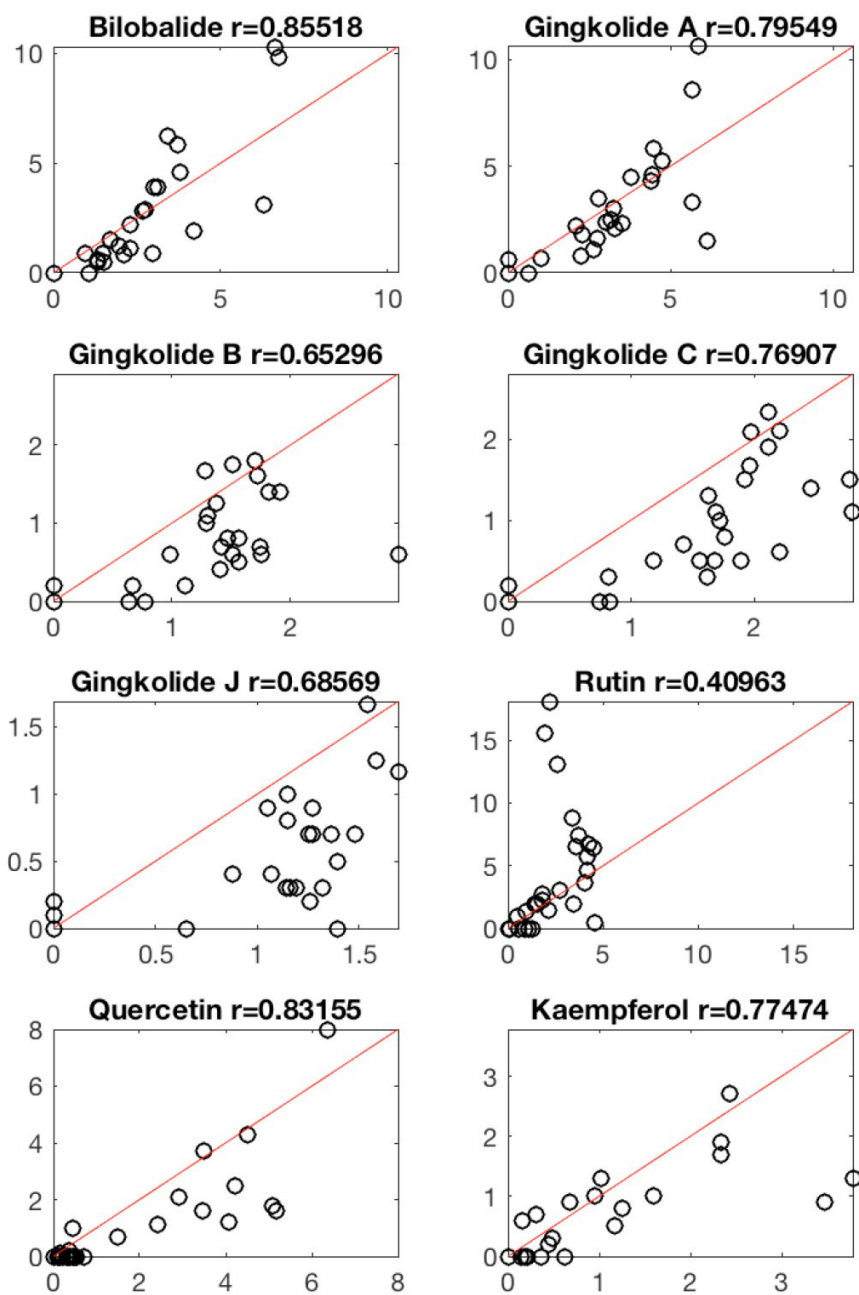 Bilobalide r=0.85518
Gingkolide A r=0.79549
10
5
0
0 5 10
10
5
0
0 5 10
Gingkolide B r=0.65296
Gingkolide C r=0.76907
2
1
0
0 1 2
2
1
0
0 1 2
Gingkolide J r=0.68569
Rutin r=0.40963
1.5
1
0.5
0
0 0.5 1 1.5
15
10
5
0
0 5 10 15
Quercetin r=0.83155
Kaempferol r=0.77474
8
6
4
2
0
0 2 4 6 8
3
2
1
0
0 1 2 3